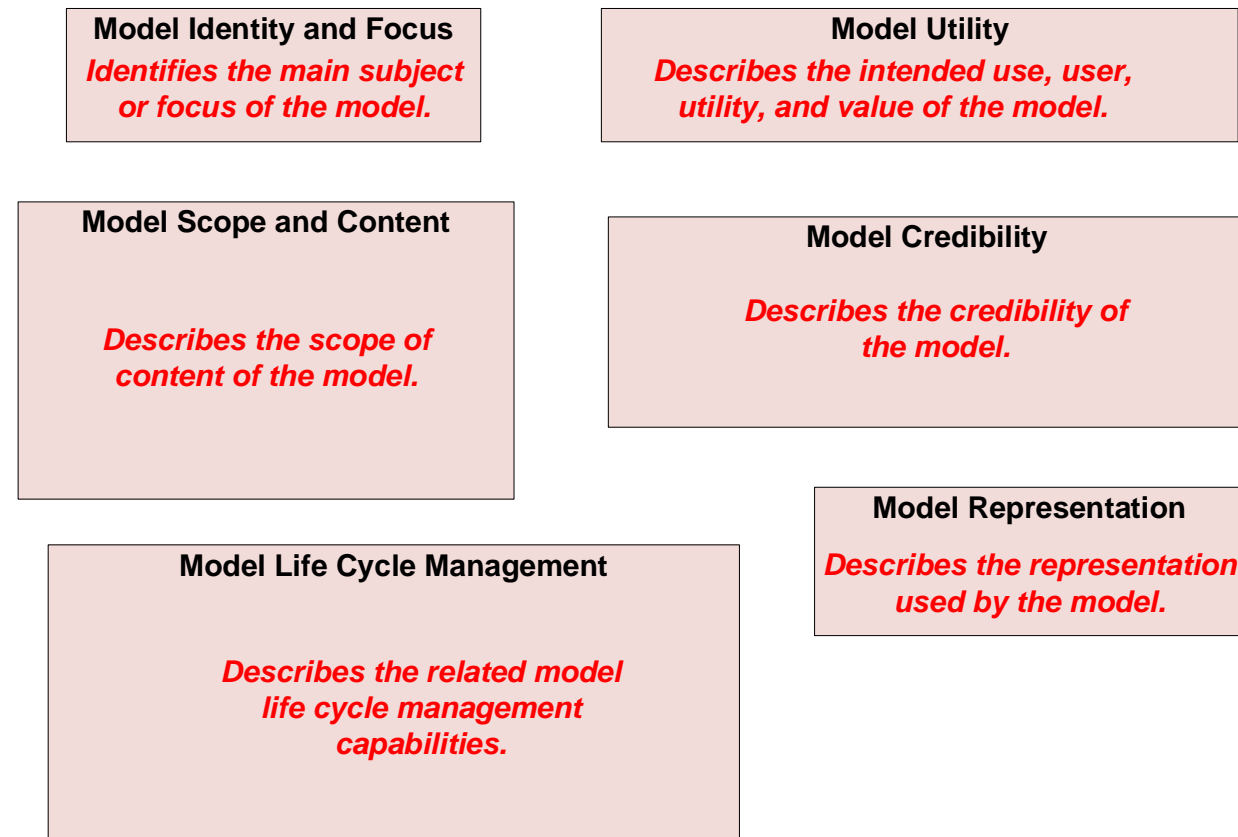 Model Identity and Focus
Identifies the main subject
or focus of the model.
Model Utility
Describes the intended use, user,
utility, and value of the model.
Model Scope and Content
Describes the scope of
content of the model.
Model Credibility
Describes the credibility of
the model.
Model Representation
Describes the representation
used by the model.
Model Life Cycle Management
Describes the related model
life cycle management
capabilities.